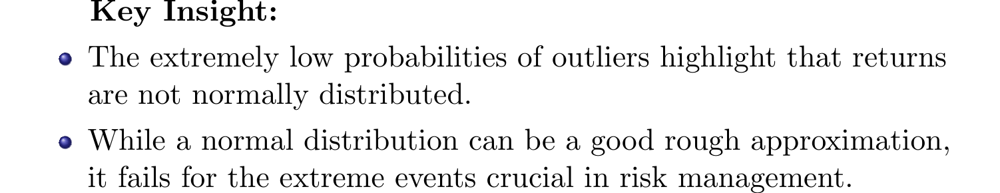 Key Insight:
The extremely low probabilities of outliers highlight that returns
are not normally distributed.
While a normal distribution can be a good rough approximation,
it fails for the extreme events crucial in risk management.